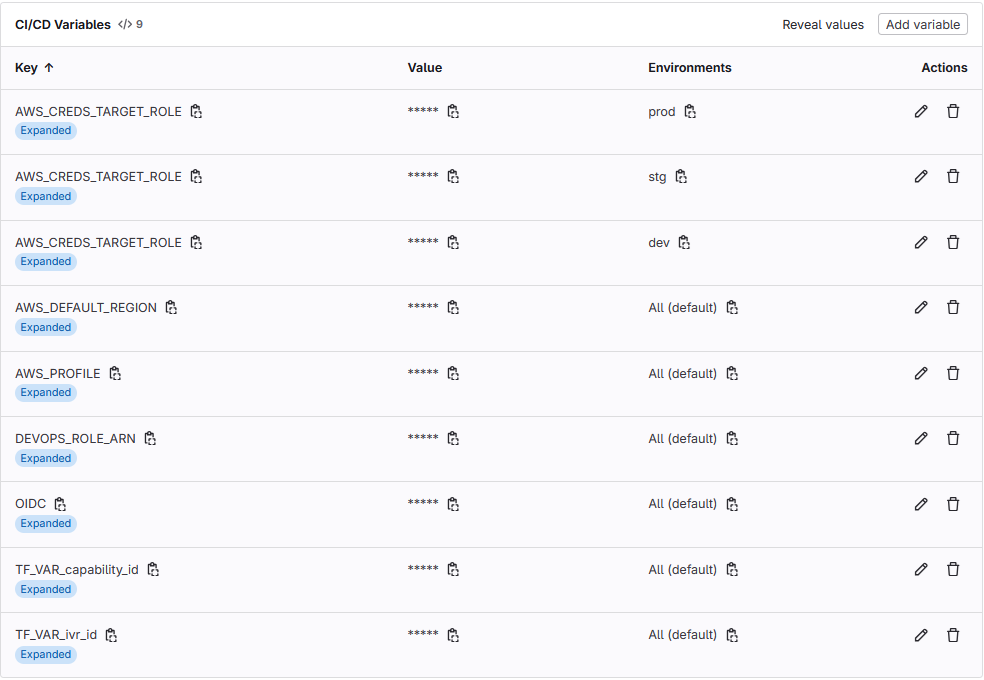 CI/CD Variables </> 9 Reveal values Add variable
Key ↑ Value Environments Actions
AWS_CREDS_TARGET_ROLE ***** prod
Expanded
AWS_CREDS_TARGET_ROLE ***** stg
Expanded
AWS_CREDS_TARGET_ROLE ***** dev
Expanded
AWS_DEFAULT_REGION ***** All (default)
Expanded
AWS_PROFILE ***** All (default)
Expanded
DEVOPS_ROLE_ARN ***** All (default)
Expanded
OIDC ***** All (default)
Expanded
TF_VAR_capability_id ***** All (default)
Expanded
TF_VAR_ivr_id ***** All (default)
Expanded